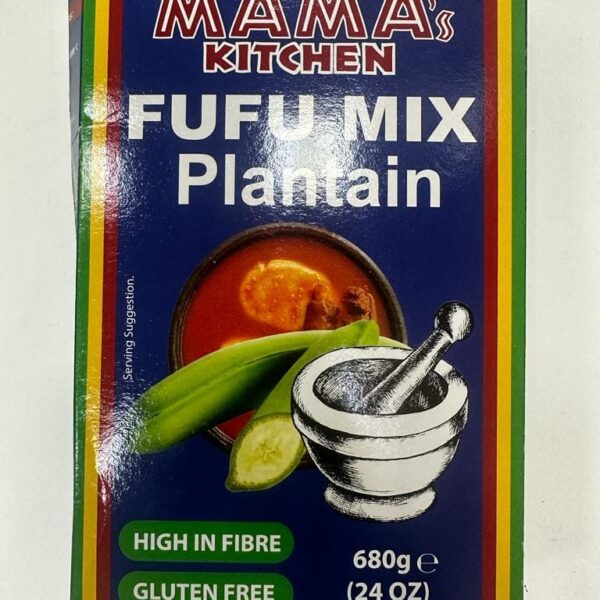 MAMA's
KITCHEN
FUFU MIX
Plantain
Serving Suggestion.
HIGH IN FIBRE
680g ℮
GLUTEN FREE
(24 OZ)